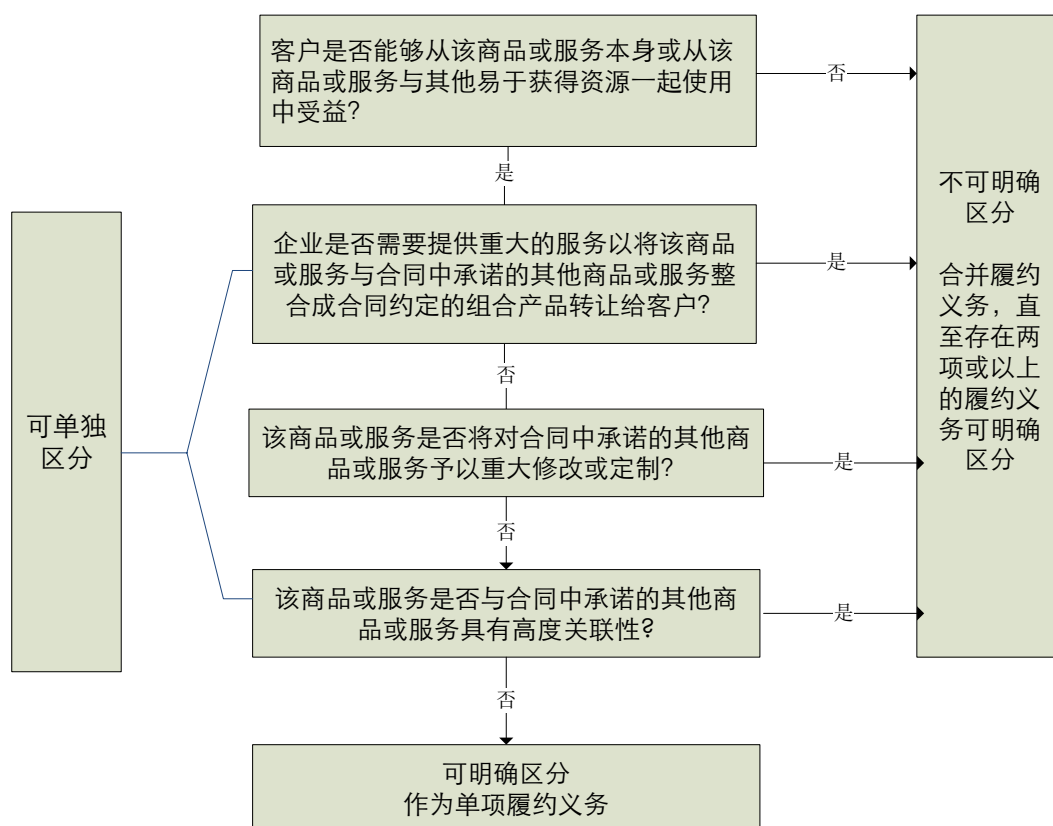 客户是否能够从该商品或服务本身或从该
商品或服务与其他易于获得资源一起使用
中受益?
否
是
企业是否需要提供重大的服务以将该商品
或服务与合同中承诺的其他商品或服务整
合成合同约定的组合产品转让给客户?
是
否
该商品或服务是否将对合同中承诺的其他商
品或服务予以重大修改或定制?
是
否
该商品或服务是否与合同中承诺的其他商
品或服务具有高度关联性?
是
否
可明确区分
作为单项履约义务
可单独
区分
不可明确
区分
合并履约
义务，直
至存在两
项或以上
的履约义
务可明确
区分